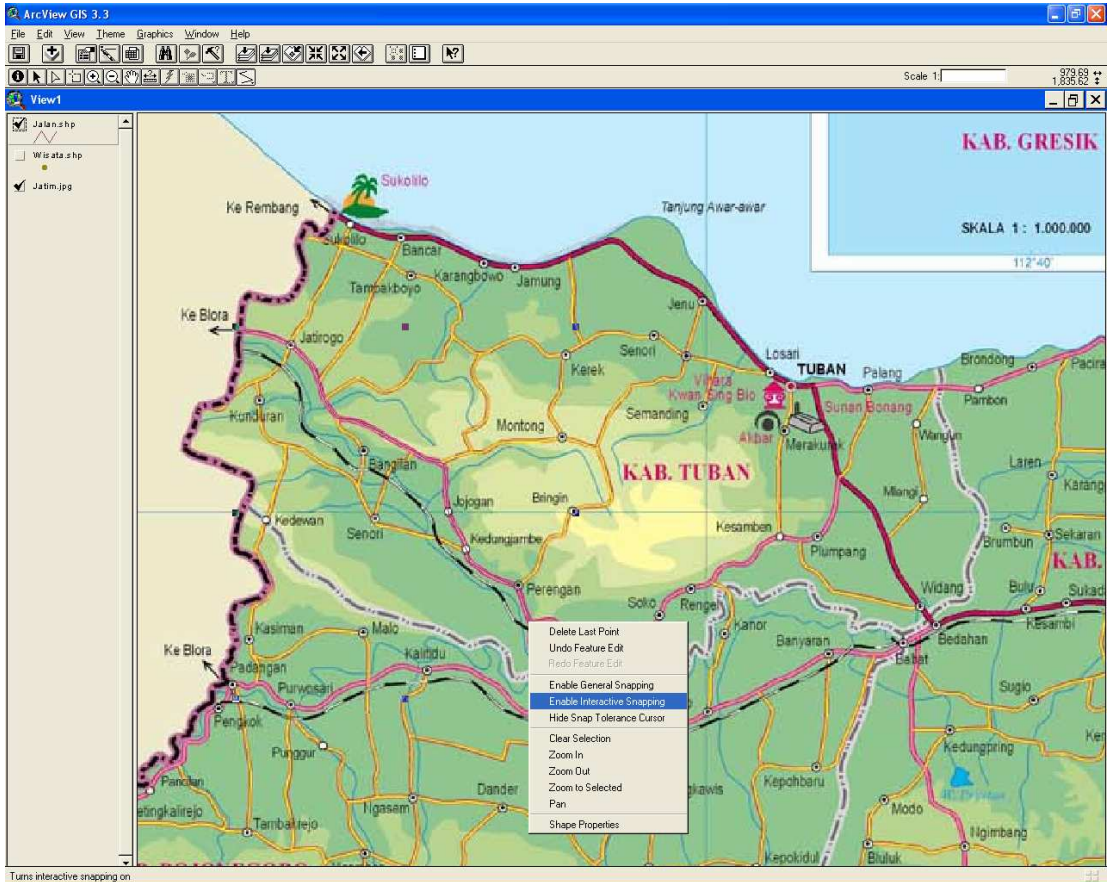 ArcView GIS 3.3
File Edit View Theme Graphics Window Help
Scale 1:
979.69
1,835.62
View1
Jalan.shp
Wisata.shp
Jatim.jpg
KAB. GRESIK
SKALA 1 : 1.000.000
112°40'
Sukolilo
Ke Rembang
Tanjung Awar-awar
Sukolilo
Bancar
Karangbowo
Jamung
Tambakboyo
Jenu
Ke Blora
Jatirogo
Senori
Kerek
Losari
TUBAN
Palang
Brondong
Pacira
Vihara
Kwan Sing Bio
Sunan Bonang
Pambon
Kunduran
Semanding
Montong
Akbar
Merakurak
Wangun
Bangilan
KAB. TUBAN
Laren
Karang
Jojogan
Bringin
Mlangi
Kedewan
Senori
Kedungjambe
Kesamben
Plumpang
Brumbun
Sekaran
KAB.
Perengan
Soko
Rengel
Widang
Bulu
Sukad
Kasiman
Malo
Kanor
Banyaran
Bedahan
Kesambi
Ke Blora
Padangan
Kalitidu
Babat
Purwosari
Sugio
Pengkok
Punggur
Kedungpring
Ker
Dander
Kepohbaru
Ngasem
Modo
etingkalirejo
Tambakrejo
Ngimbang
Kepokidul
Bluluk
Delete Last Point
Undo Feature Edit
Redo Feature Edit
Enable General Snapping
Enable Interactive Snapping
Hide Snap Tolerance Cursor
Clear Selection
Zoom In
Zoom Out
Zoom to Selected
Pan
Shape Properties
Turns interactive snapping on